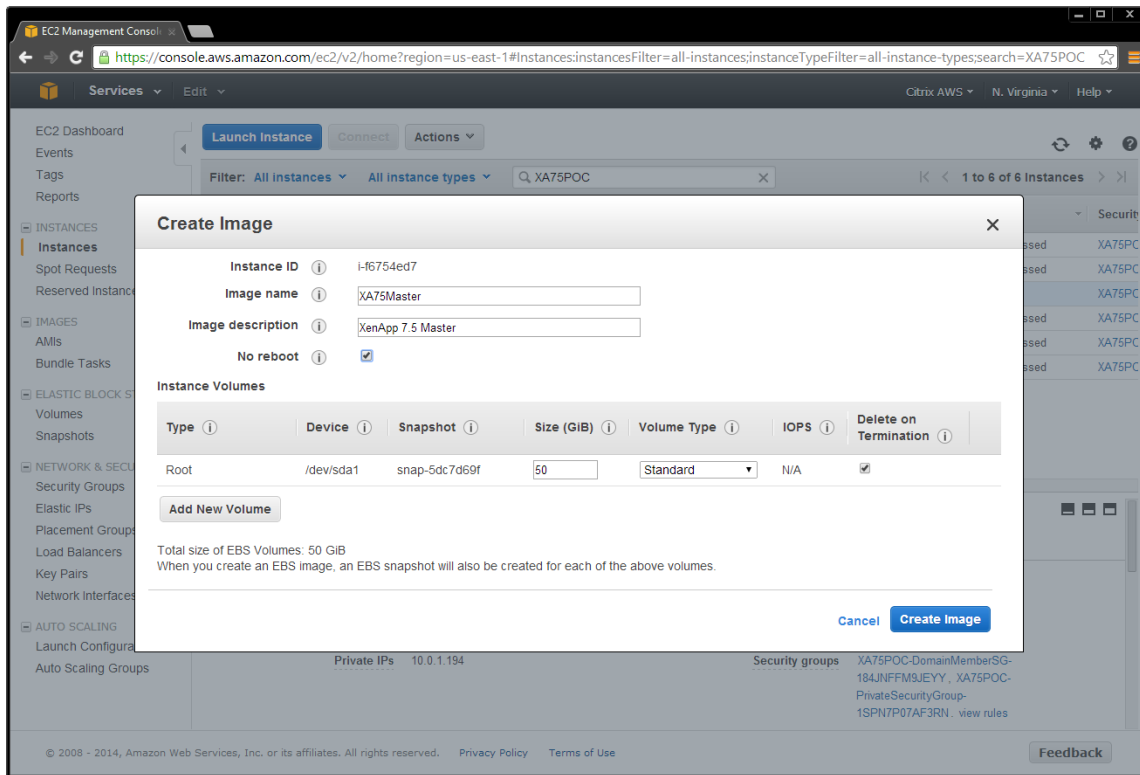 EC2 Management Consol
https://console.aws.amazon.com/ec2/v2/home?region=us-east-1#Instances:instancesFilter=all-instances;instanceTypeFilter=all-instance-types;search=XA75POC
Services Edit Citrix AWS N. Virginia Help
EC2 Dashboard
Events
Tags
Reports
INSTANCES
Instances
Spot Requests
Reserved Instance
IMAGES
AMIs
Bundle Tasks
ELASTIC BLOCK S
Volumes
Snapshots
NETWORK & SECU
Security Groups
Elastic IPs
Placement Groups
Load Balancers
Key Pairs
Network Interfaces
AUTO SCALING
Launch Configura
Auto Scaling Groups
Launch Instance Connect Actions
Filter: All instances All instance types XA75POC 1 to 6 of 6 Instances
Securit
ssed XA75PC
ssed XA75PC
XA75PC
ssed XA75PC
ssed XA75PC
ssed XA75PC
Create Image
Instance ID i-f6754ed7
Image name XA75Master
Image description XenApp 7.5 Master
No reboot
Instance Volumes
Type Device Snapshot Size (GiB) Volume Type IOPS Delete on
Termination
Root /dev/sda1 snap-5dc7d69f 50 Standard N/A
Add New Volume
Total size of EBS Volumes: 50 GiB
When you create an EBS image, an EBS snapshot will also be created for each of the above volumes.
Cancel Create Image
Private IPs 10.0.1.194 Security groups XA75POC-DomainMemberSG-
184JNFFM9JEYY , XA75POC-
PrivateSecurityGroup-
1SPN7P07AF3RN . view rules
© 2008 - 2014, Amazon Web Services, Inc. or its affiliates. All rights reserved. Privacy Policy Terms of Use Feedback